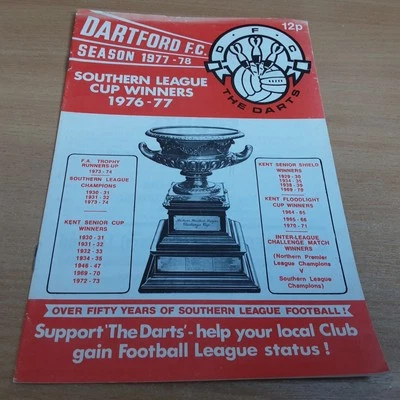 DARTFORD F.C.
SEASON 1977-78
12p
D F C
THE DARTS
SOUTHERN LEAGUE
CUP WINNERS
1976-77
F.A. TROPHY
RUNNERS-UP
1973-74
SOUTHERN LEAGUE
CHAMPIONS
1930-31
1931-32
1973-74
KENT SENIOR CUP
WINNERS
1930-31
1931-32
1932-33
1934-35
1946-47
1969-70
1972-73
KENT SENIOR SHIELD
WINNERS
1929-30
1934-35
1938-39
1969-70
KENT FLOODLIGHT
CUP WINNERS
1964-65
1965-66
1970-71
INTER-LEAGUE
CHALLENGE MATCH
WINNERS
(Northern Premier
League Champions
V
Southern League
Champions)
OVER FIFTY YEARS OF SOUTHERN LEAGUE FOOTBALL !
Support 'The Darts'- help your local Club
gain Football League status !